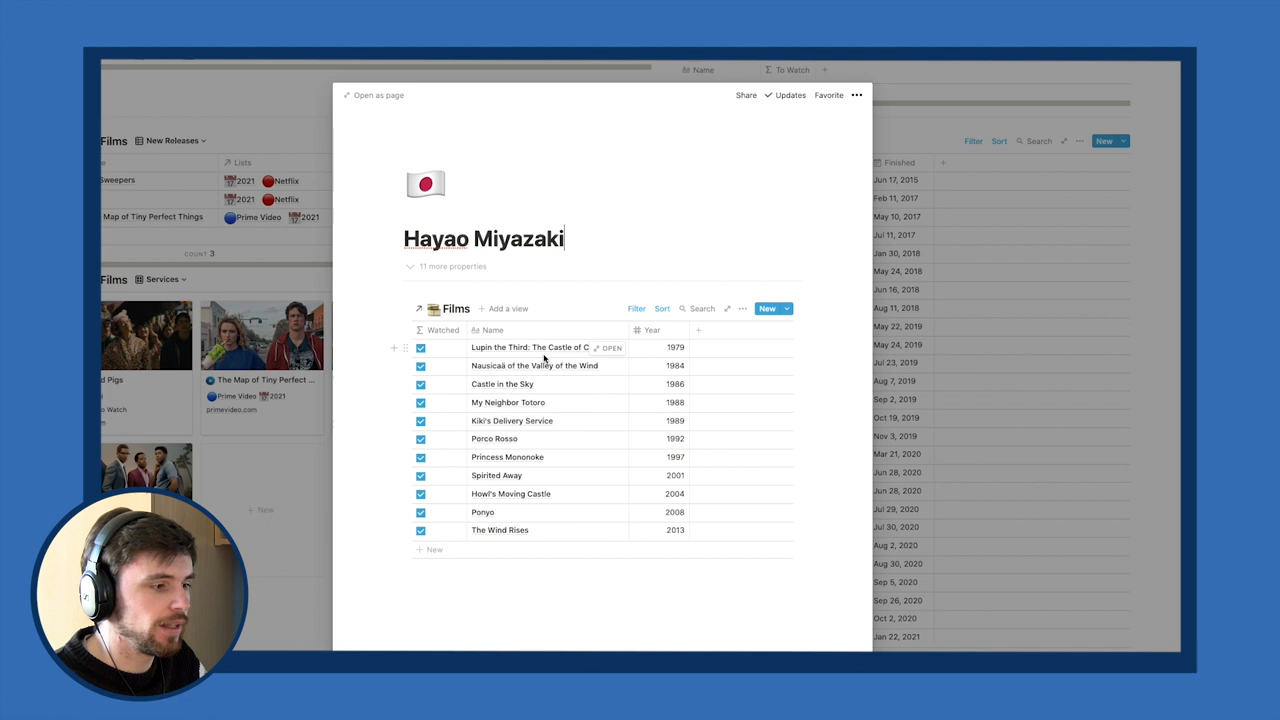 Name To Watch
Open as page Share Updates Favorite
Films New Releases Filter Sort Search New
Lists Finished
Sweepers 2021 Netflix Jun 17, 2015
2021 Netflix Feb 11, 2017
Map of Tiny Perfect Things Prime Video 2021 May 10, 2017
Jul 11, 2017
COUNT 3 Jan 30, 2018
Hayao Miyazaki
11 more properties
May 24, 2018
Films Services
Jun 16, 2018
Films Add a view Filter Sort Search New
Aug 11, 2018
Watched Name Year
May 22, 2019
Lupin the Third: The Castle of C OPEN 1979
May 24, 2019
Nausicaä of the Valley of the Wind 1984
Jul 23, 2019
d Pigs The Map of Tiny Perfect ... Castle in the Sky 1986 Aug 7, 2019
Prime Video 2021 My Neighbor Totoro 1988 Sep 2, 2019
o Watch primevideo.com
Kiki's Delivery Service 1989 Oct 19, 2019
Porco Rosso 1992 Nov 3, 2019
Princess Mononoke 1997 Mar 21, 2020
Spirited Away 2001 Jun 28, 2020
Howl's Moving Castle 2004 Jun 28, 2020
New Ponyo 2008 Jul 29, 2020
The Wind Rises 2013 Jul 30, 2020
New Aug 2, 2020
Aug 30, 2020
Sep 5, 2020
Sep 26, 2020
Oct 2, 2020
Jan 22, 2021